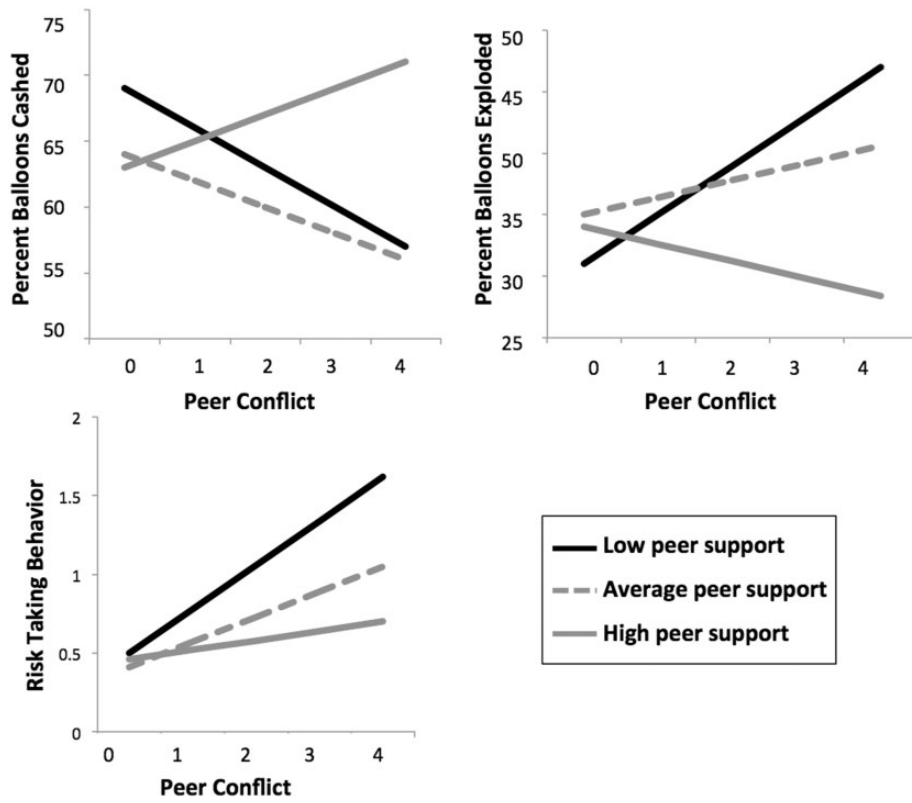 Percent Balloons Cashed
75
70
65
60
55
50
0 1 2 3 4
Peer Conflict
Percent Balloons Exploded
50
45
50
35
30
25
0 1 2 3 4
Peer Conflict
Risk Taking Behavior
2
1.5
1
0.5
0
0 1 2 3 4
Peer Conflict
Low peer support
Average peer support
High peer support